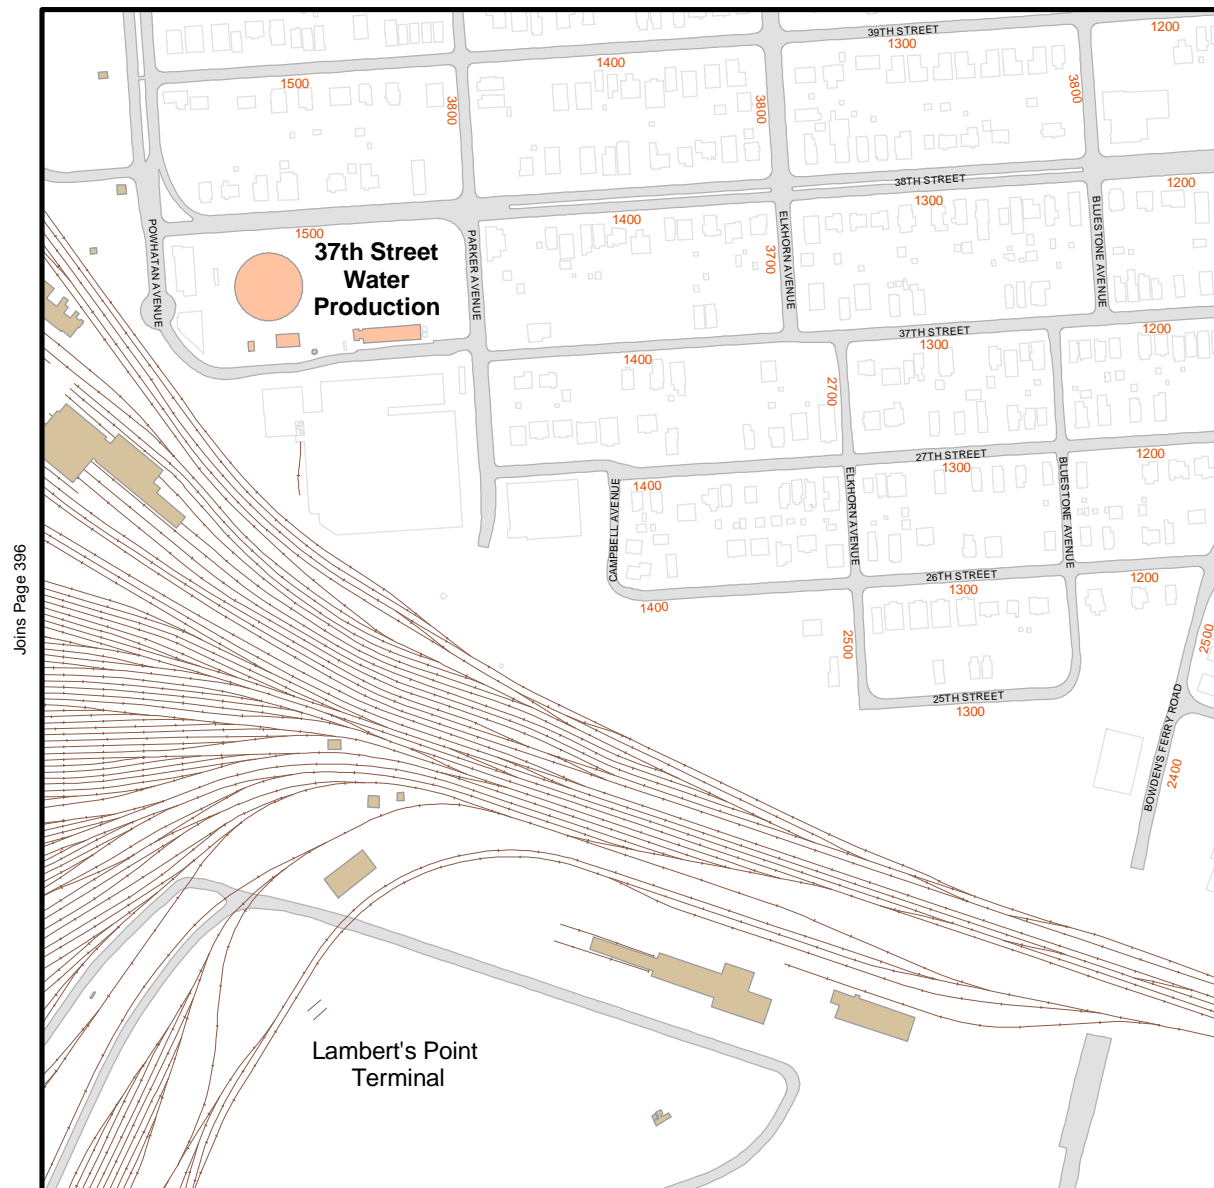 39TH STREET
1300
1200
1400
1500
3800
3800
3800
38TH STREET
1200
1300
1400
1500
POWHATAN AVENUE
PARKER AVENUE
ELKHORN AVENUE
3700
BLUESTONE AVENUE
37th Street
Water
Production
37TH STREET
1300
1200
1400
2700
27TH STREET
1300
1200
1400
CAMPBELL AVENUE
ELKHORN AVENUE
BLUESTONE AVENUE
26TH STREET
1300
1200
1400
2500
2500
25TH STREET
1300
BOWDEN'S FERRY ROAD
2400
Joins Page 396
Lambert's Point
Terminal